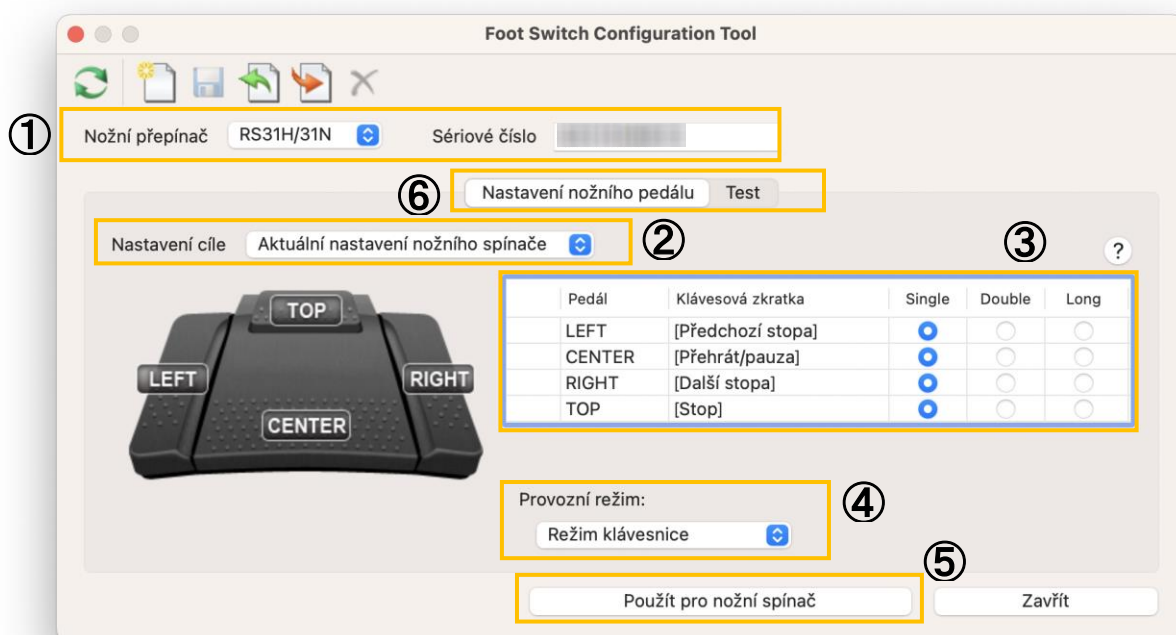 Foot Switch Configuration Tool
① Nožní přepínač RS31H/31N Sériové číslo
⑥ Nastavení nožního pedálu Test
Nastavení cíle Aktuální nastavení nožního spínače ② ③ ?
Pedál Klávesová zkratka Single Double Long
LEFT [Předchozí stopa]
CENTER [Přehrát/pauza]
RIGHT [Další stopa]
TOP [Stop]
TOP
LEFT RIGHT
CENTER
Provozní režim: ④
Režim klávesnice
⑤
Použít pro nožní spínač Zavřít